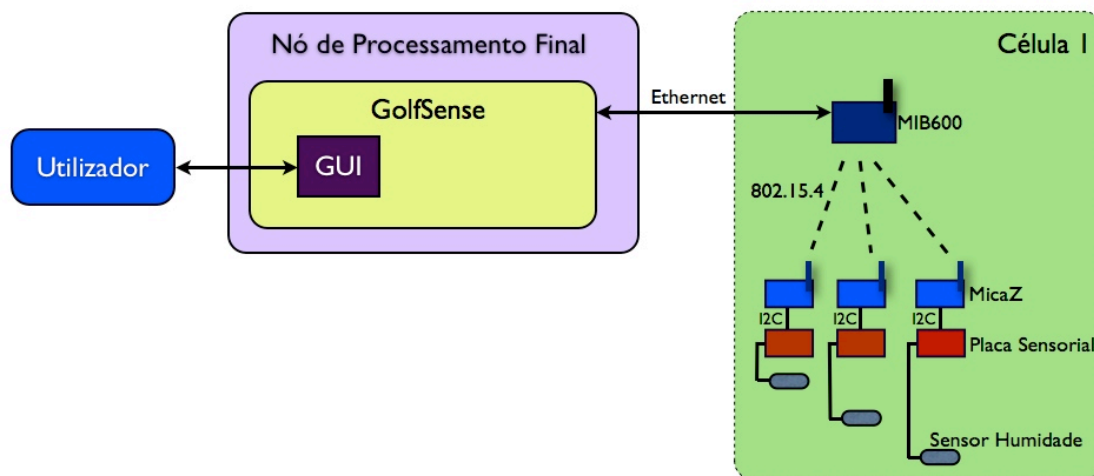 Nó de Processamento Final
Célula 1
GolfSense
Ethernet
MIB600
Utilizador
GUI
802.15.4
MicaZ
I2C
I2C
I2C
Placa Sensorial
Sensor Humidade